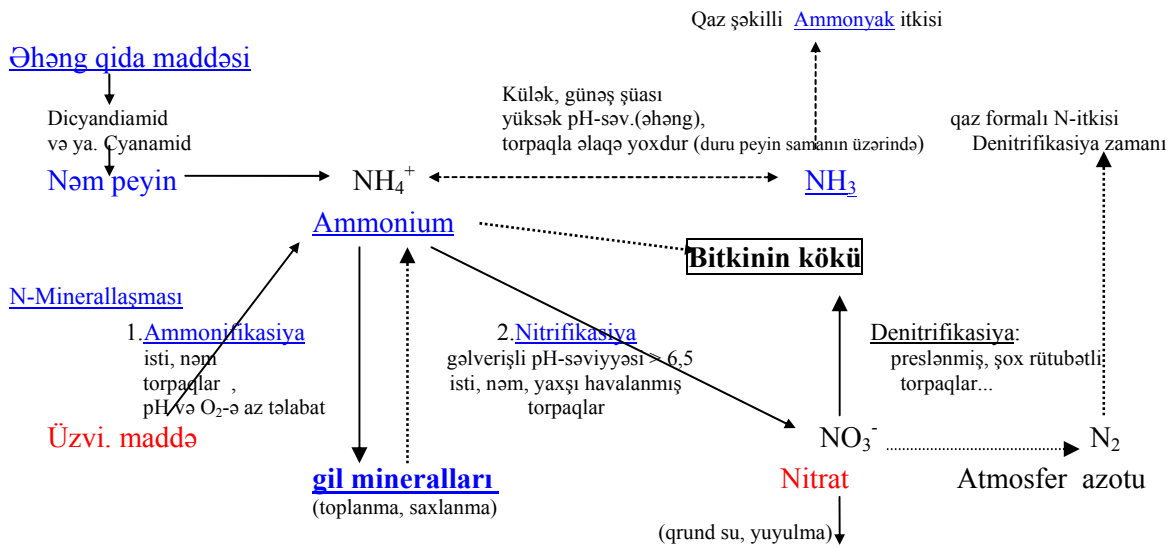 Qaz şəkilli Ammonyak itkisi
Əhəng qida maddəsi
Külək, günəş şüası
yüksək pH-səv.(əhəng),
torpaqla əlaqə yoxdur (duru peyin samanın üzərində)
Dicyandiamid
və ya. Cyanamid
qaz formalı N-itkisi
Denitrifikasiya zamanı
Nəm peyin
NH₄⁺
NH₃
Ammonium
Bitkinin kökü
N-Minerallaşması
1.Ammonifikasiya
isti, nəm
torpaqlar ,
pH və O₂-ə az təlabat
2.Nitrifikasiya
gəlverişli pH-səviyyəsi > 6,5
isti, nəm, yaxşı havalanmış
torpaqlar
Denitrifikasiya:
preslənmiş, şox rütubətli
torpaqlar...
Üzvi. maddə
NO₃⁻
N₂
gil mineralları
Nitrat
Atmosfer azotu
(toplanma, saxlanma)
(qrund su, yuyulma)